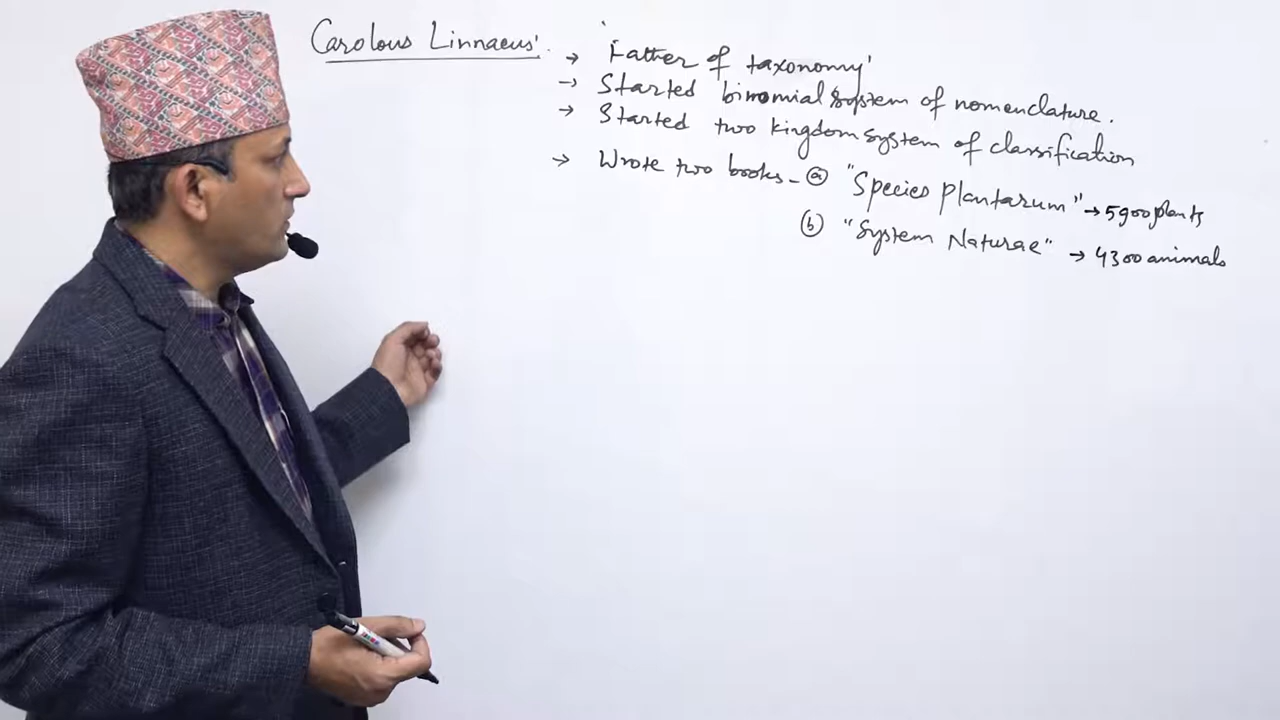 Carolous Linnaeus'.
→ 'Father of taxonomy'
→ Started binomial system of nomenclature.
→ Started two kingdom system of classification
→ Wrote two books - ⓐ "Species Plantarum" → 5900 plants
ⓑ "System Naturae" → 4300 animals